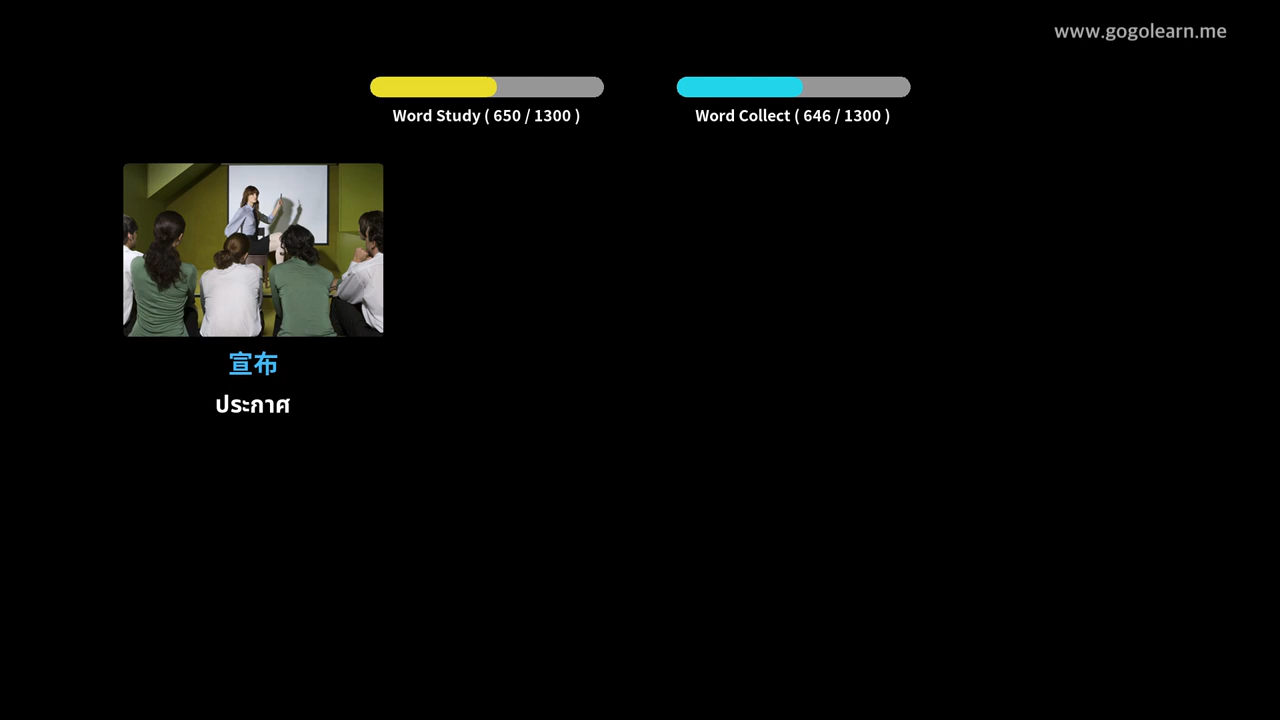 www.gogolearn.me
Word Study ( 650 / 1300 )
Word Collect ( 646 / 1300 )
宣布
ประกาศ